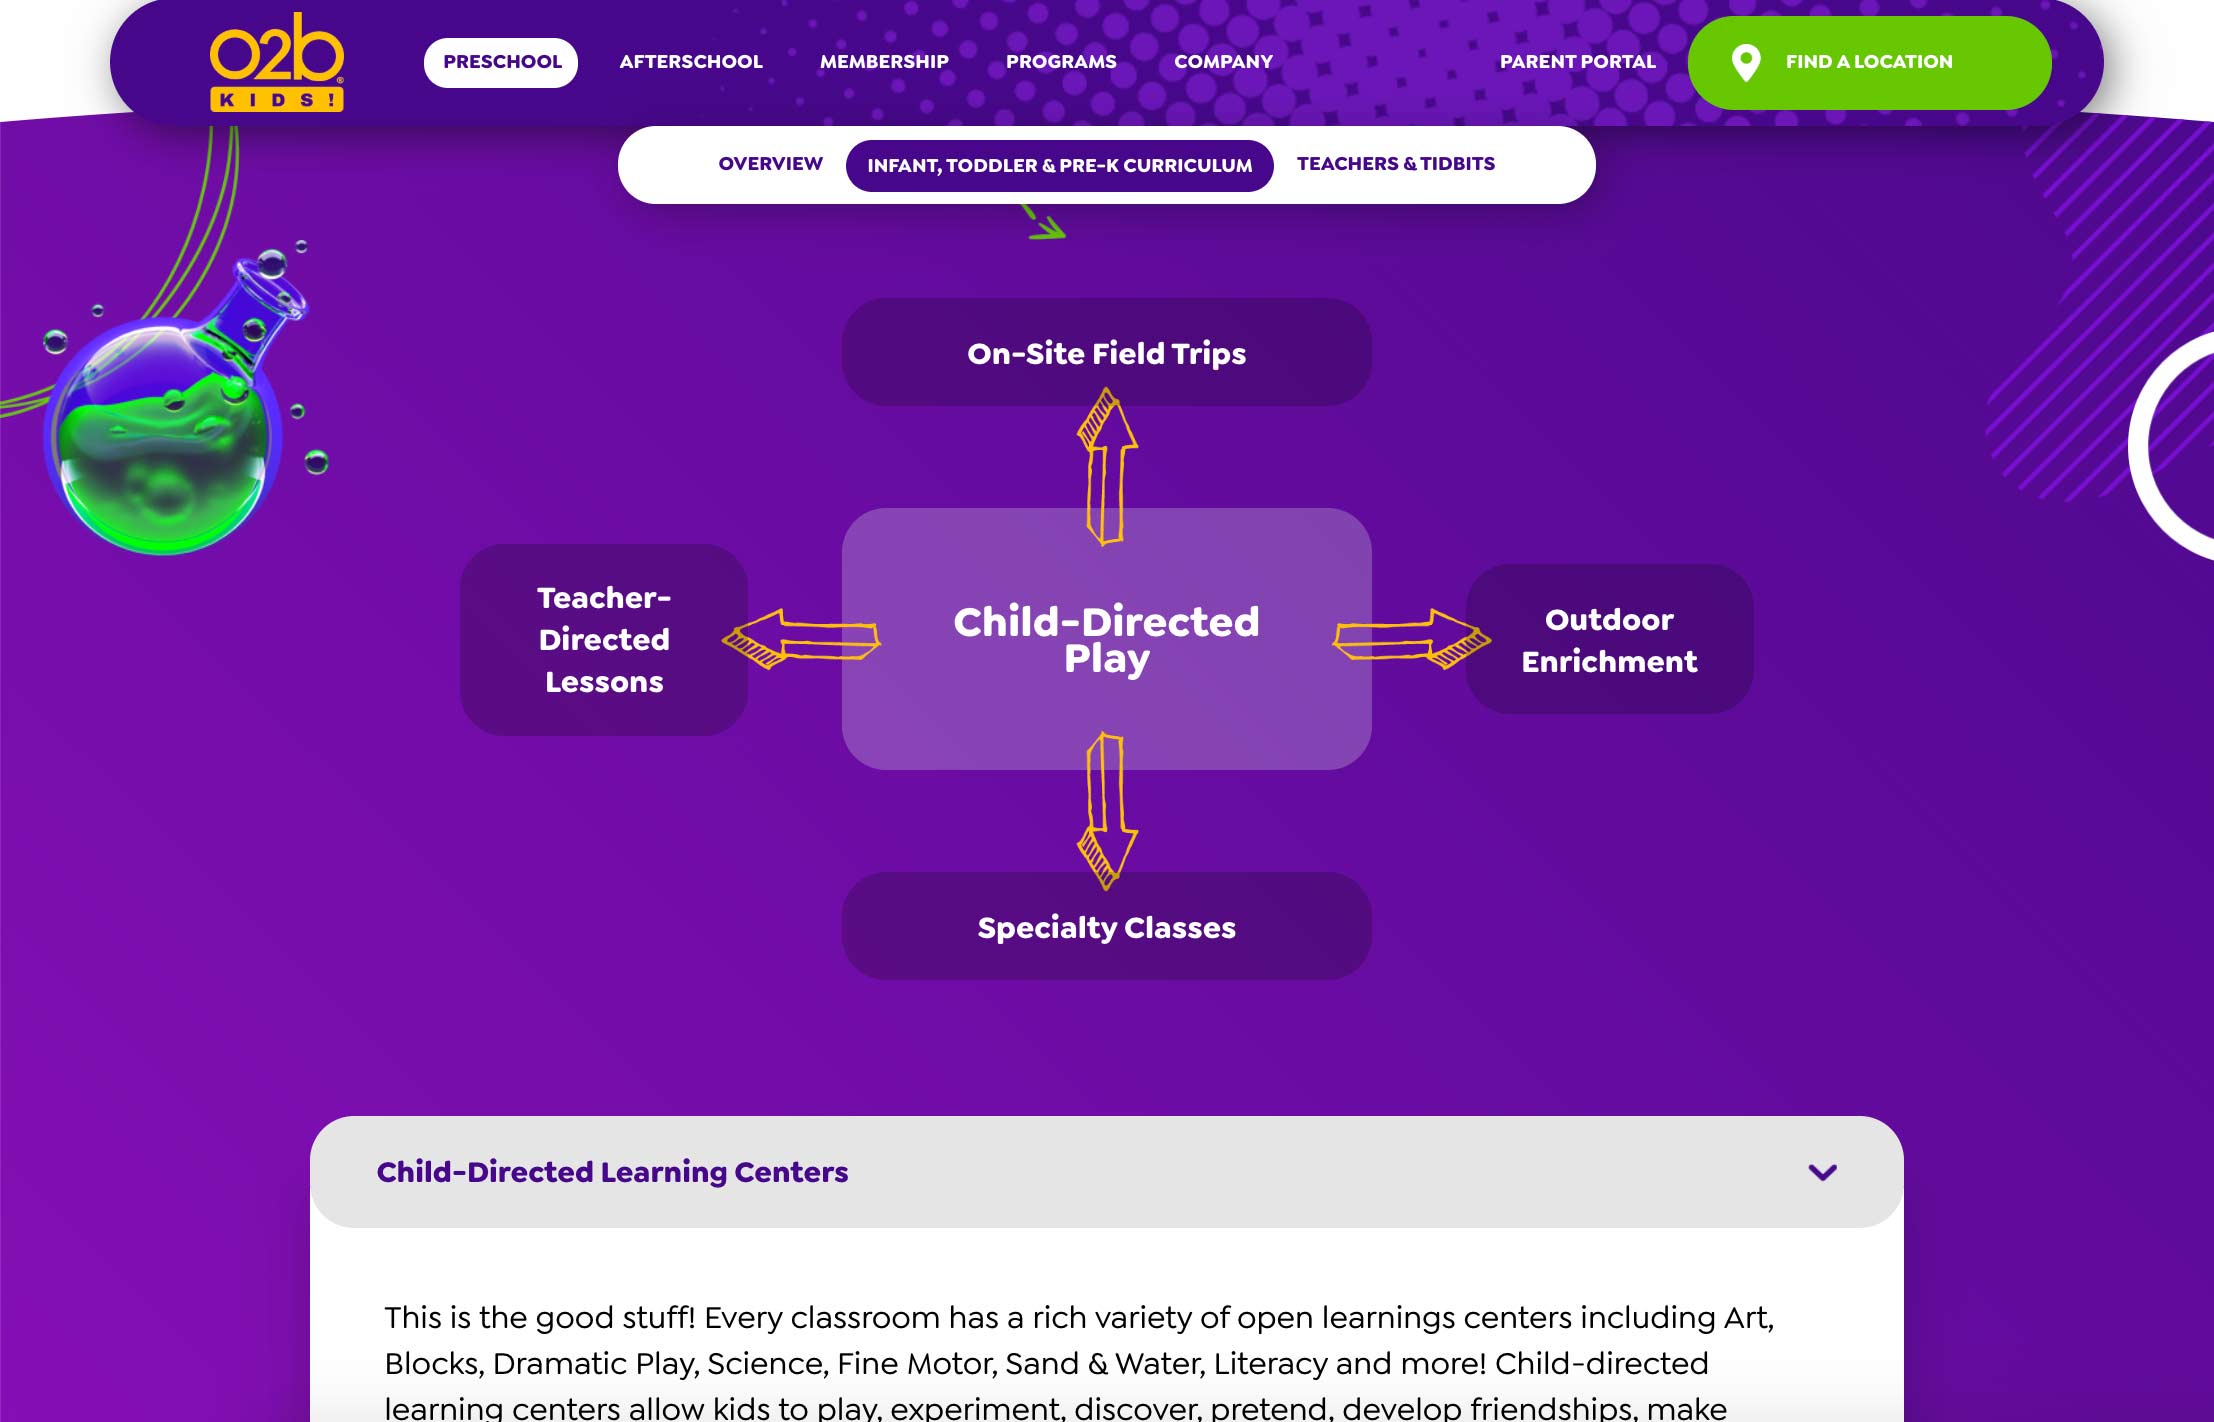 o2b
KIDS!
PRESCHOOL
AFTERSCHOOL
MEMBERSHIP
PROGRAMS
COMPANY
PARENT PORTAL
FIND A LOCATION
OVERVIEW
INFANT, TODDLER & PRE-K CURRICULUM
TEACHERS & TIDBITS
On-Site Field Trips
Teacher-
Directed
Lessons
Child-Directed
Play
Outdoor
Enrichment
Specialty Classes
Child-Directed Learning Centers
This is the good stuff! Every classroom has a rich variety of open learnings centers including Art,
Blocks, Dramatic Play, Science, Fine Motor, Sand & Water, Literacy and more! Child-directed
learning centers allow kids to play, experiment, discover, pretend, develop friendships, make